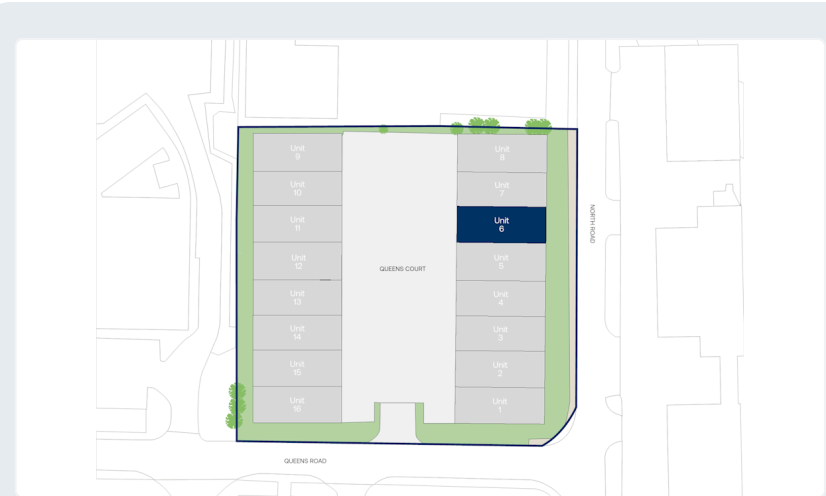 Unit
9
Unit
10
Unit
11
Unit
12
Unit
13
Unit
14
Unit
15
Unit
16
QUEENS COURT
Unit
8
Unit
7
Unit
6
Unit
5
Unit
4
Unit
3
Unit
2
Unit
1
NORTH ROAD
QUEENS ROAD